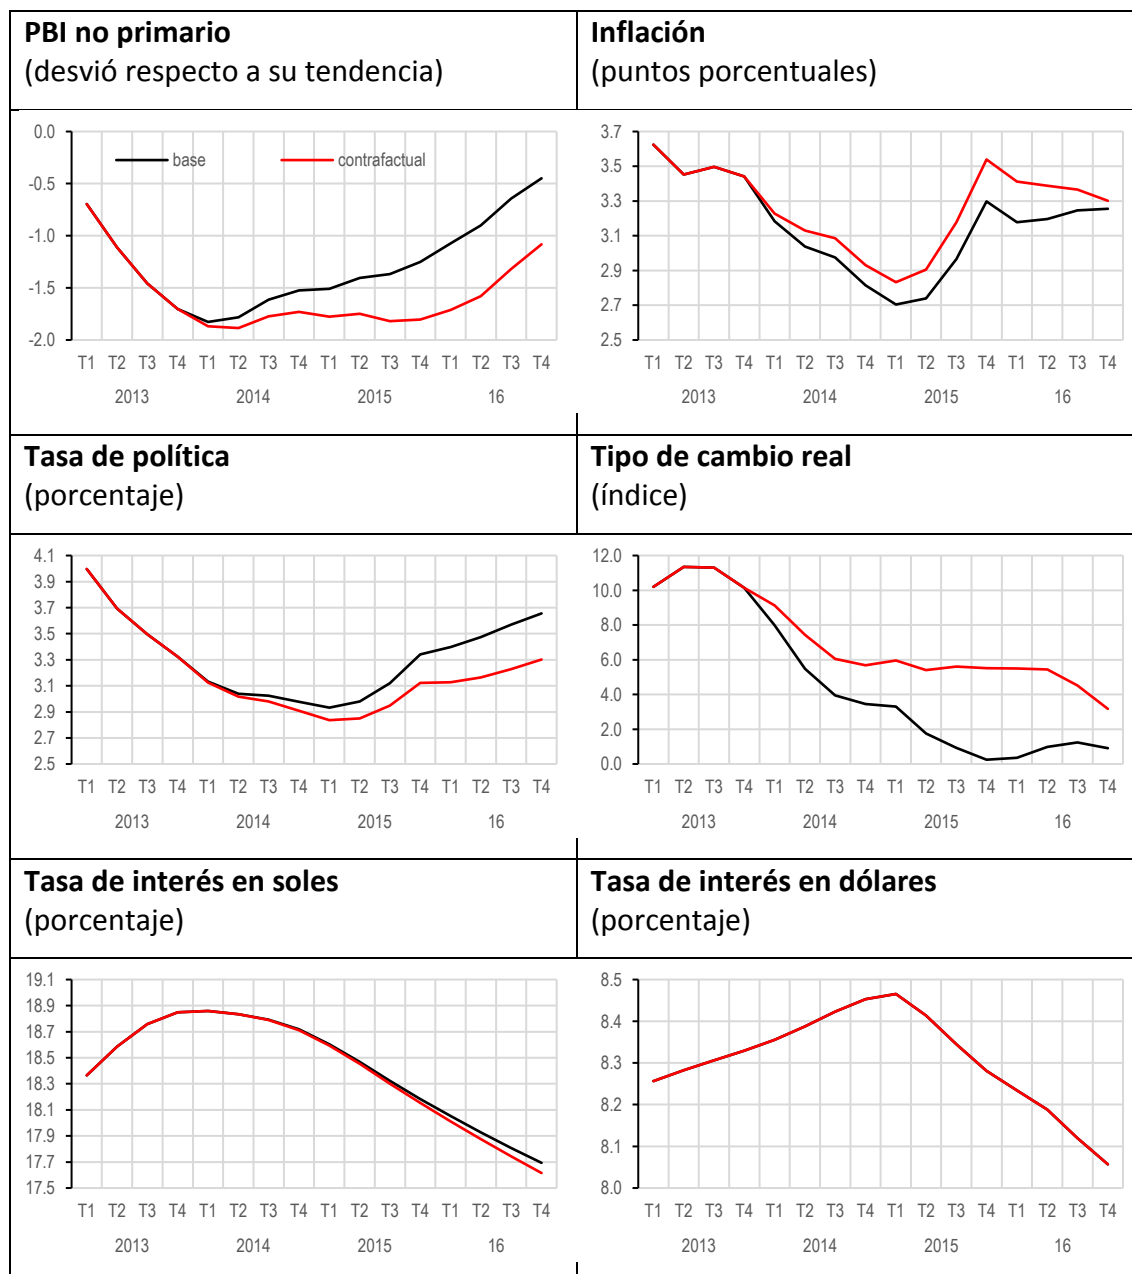 PBI no primario
(desvió respecto a su tendencia)
Inflación
(puntos porcentuales)
0.0
-0.5
-1.0
-1.5
-2.0
base
contrafactual
T1 T2 T3 T4 T1 T2 T3 T4 T1 T2 T3 T4 T1 T2 T3 T4
2013 2014 2015 16
3.7
3.5
3.3
3.1
2.9
2.7
2.5
T1 T2 T3 T4 T1 T2 T3 T4 T1 T2 T3 T4 T1 T2 T3 T4
2013 2014 2015 16
Tasa de política
(porcentaje)
Tipo de cambio real
(índice)
4.1
3.9
3.7
3.5
3.3
3.1
2.9
2.7
2.5
T1 T2 T3 T4 T1 T2 T3 T4 T1 T2 T3 T4 T1 T2 T3 T4
2013 2014 2015 16
12.0
10.0
8.0
6.0
4.0
2.0
0.0
T1 T2 T3 T4 T1 T2 T3 T4 T1 T2 T3 T4 T1 T2 T3 T4
2013 2014 2015 16
Tasa de interés en soles
(porcentaje)
Tasa de interés en dólares
(porcentaje)
19.1
18.9
18.7
18.5
18.3
18.1
17.9
17.7
17.5
T1 T2 T3 T4 T1 T2 T3 T4 T1 T2 T3 T4 T1 T2 T3 T4
2013 2014 2015 16
8.5
8.4
8.3
8.2
8.1
8.0
T1 T2 T3 T4 T1 T2 T3 T4 T1 T2 T3 T4 T1 T2 T3 T4
2013 2014 2015 16